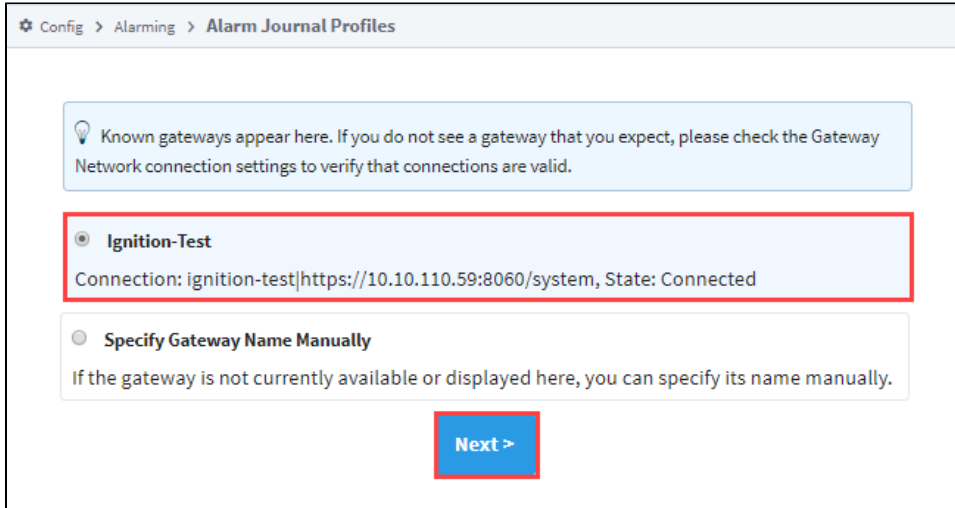 Config > Alarming > Alarm Journal Profiles
Known gateways appear here. If you do not see a gateway that you expect, please check the Gateway
Network connection settings to verify that connections are valid.
Ignition-Test
Connection: ignition-test|https://10.10.110.59:8060/system, State: Connected
Specify Gateway Name Manually
If the gateway is not currently available or displayed here, you can specify its name manually.
Next >